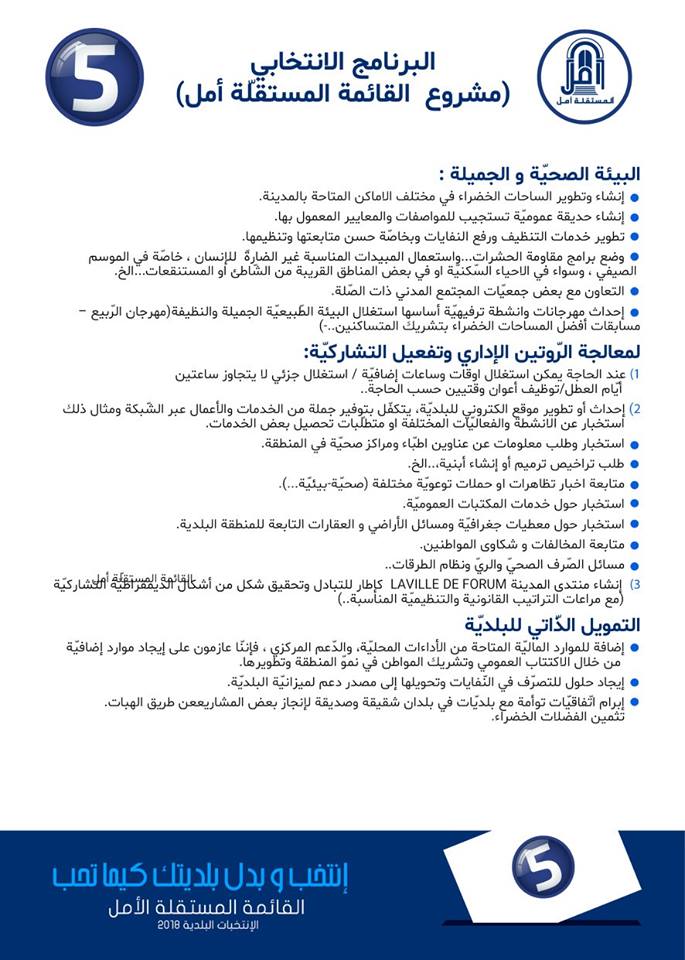 5
البرنامج الانتخابي
(مشروع القائمة المستقلّة أمل)
أمل
المستقلة أمل
البيئة الصحيّة و الجميلة :
إنشاء وتطوير الساحات الخضراء في مختلف الاماكن المتاحة بالمدينة.
إنشاء حديقة عموميّة تستجيب للمواصفات والمعايير المعمول بها.
تطوير خدمات التنظيف ورفع النفايات وبخاصّة حسن متابعتها وتنظيمها.
وضع برامج مقاومة الحشرات...واستعمال المبيدات المناسبة غير الضارةّ للإنسان ، خاصّة في الموسم
الصيفي ، وسواء في الاحياء السّكنيّة او في بعض المناطق القريبة من الشّاطئ او المستنقعات...الخ.
التعاون مع بعض جمعيّات المجتمع المدني ذات الصّلة.
إحداث مهرجانات وانشطة ترفيهيّة أساسها استغلال البيئة الطّبيعيّة الجميلة والنظيفة(مهرجان الرّبيع –
مسابقات أفضل المساحات الخضراء بتشريك المتساكنين..-)
لمعالجة الرّوتين الإداري وتفعيل التشاركيّة:
1) عند الحاجة يمكن استغلال اوقات وساعات إضافيّة / استغلال جزئي لا يتجاوز ساعتين
أيّام العطل/توظيف أعوان وقتيين حسب الحاجة..
2) إحداث أو تطوير موقع الكتروني للبلديّة، يتكفّل بتوفير جملة من الخدمات والأعمال عبر الشّبكة ومثال ذلك
استخبار عن الانشطة والفعاليّات المختلفة او متطلّبات تحصيل بعض الخدمات.
استخبار وطلب معلومات عن عناوين اطبّاء ومراكز صحيّة في المنطقة.
طلب تراخيص ترميم أو إنشاء أبنية،..الخ.
متابعة اخبار تظاهرات او حملات توعويّة مختلفة (صحيّة-بيئيّة...).
استخبار حول خدمات المكتبات العموميّة.
استخبار حول معطيات جغرافيّة ومسائل الأراضي و العقارات التابعة للمنطقة البلدية.
متابعة المخالفات و شكاوى المواطنين.
مسائل الصّرف الصحيّ والريّ ونظام الطرقات..
القائمة المستقلّة أمل
3) إنشاء منتدى المدينة LAVILLE DE FORUM كإطار للتبادل وتحقيق شكل من أشكال الديمقراطيّة التشاركيّة
(مع مراعات التراتيب القانونية والتنظيميّة المناسبة..)
التمويل الذّاتي للبلديّة
إضافة للموارد الماليّة المتاحة من الأداءات المحليّة، والدّعم المركزي ، فإننّا عازمون على إيجاد موارد إضافيّة
من خلال الاكتتاب العمومي وتشريك المواطن في نموّ المنطقة وتطويرها.
إيجاد حلول للتصرّف في النّفايات وتحويلها إلى مصدر دعم لميزانيّة البلديّة.
إبرام اتّفاقيّات توأمة مع بلديّات في بلدان شقيقة وصديقة لإنجاز بعض المشاريععن طريق الهبات.
تثمين الفضلات الخضراء.
5
إنتخب و بدل بلديتك كيما تحب
القائمة المستقلة الأمل
الإنتخبات البلدية 2018